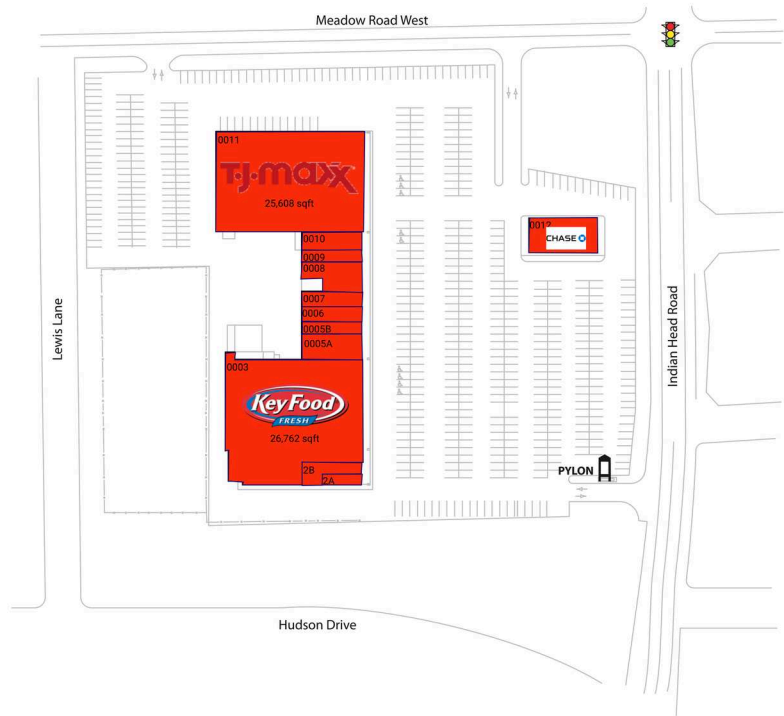 Meadow Road West
0011
T.J.maxx
25,608 sqft
0010
0009
0008
0012
CHASE
0007
0006
0005B
0005A
Lewis Lane
Indian Head Road
0003
Key Food
FRESH
26,762 sqft
2B
2A
PYLON
Hudson Drive